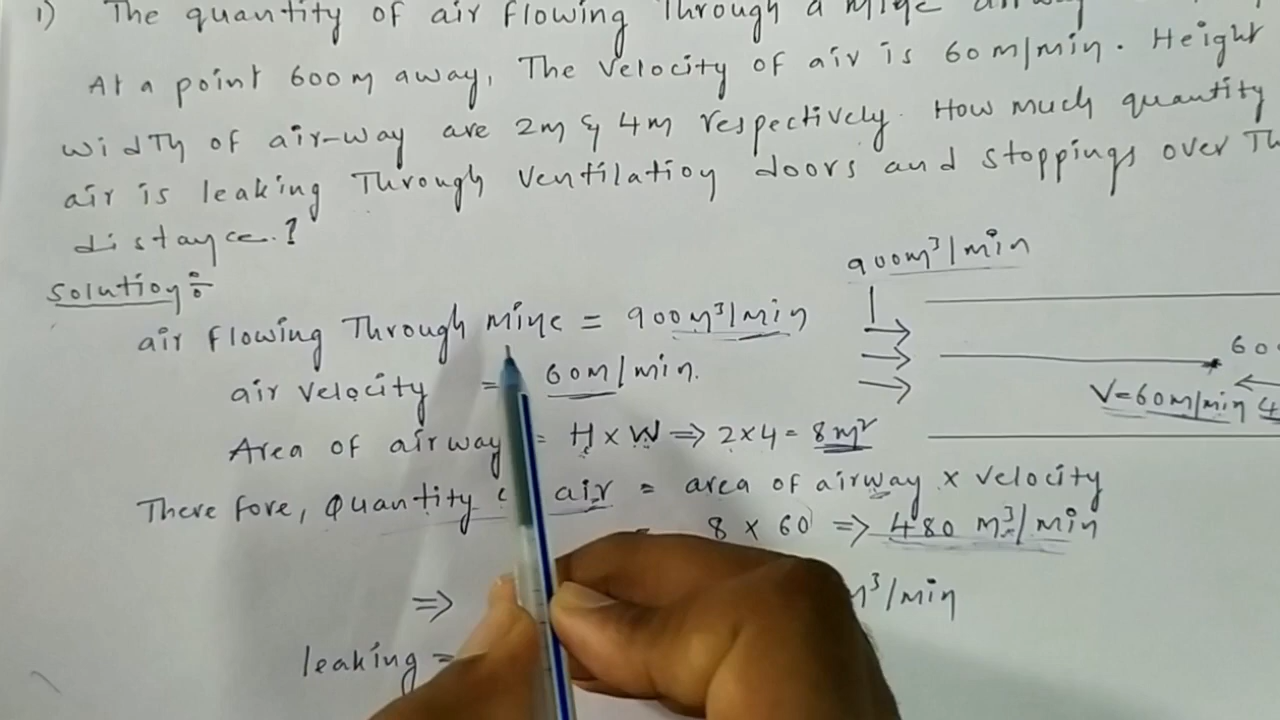 1) The quantity of air flowing Through a mine
At a point 600m away, The velocity of air is 60 m/min. Height
width of air-way are 2m & 4m respectively. How much quantity
air is leaking Through ventilation doors and stoppings over Th
distance.?
Solution:
900m³/min
air flowing Through mine = 900m³/min
60
air velocity = 60m/min.
V=60m/min 4
Area of airway = H x W => 2x4 = 8m²
There fore, Quantity air = area of airway x velocity
8 x 60 => 480 m³/min
=> m³/min
leaking =